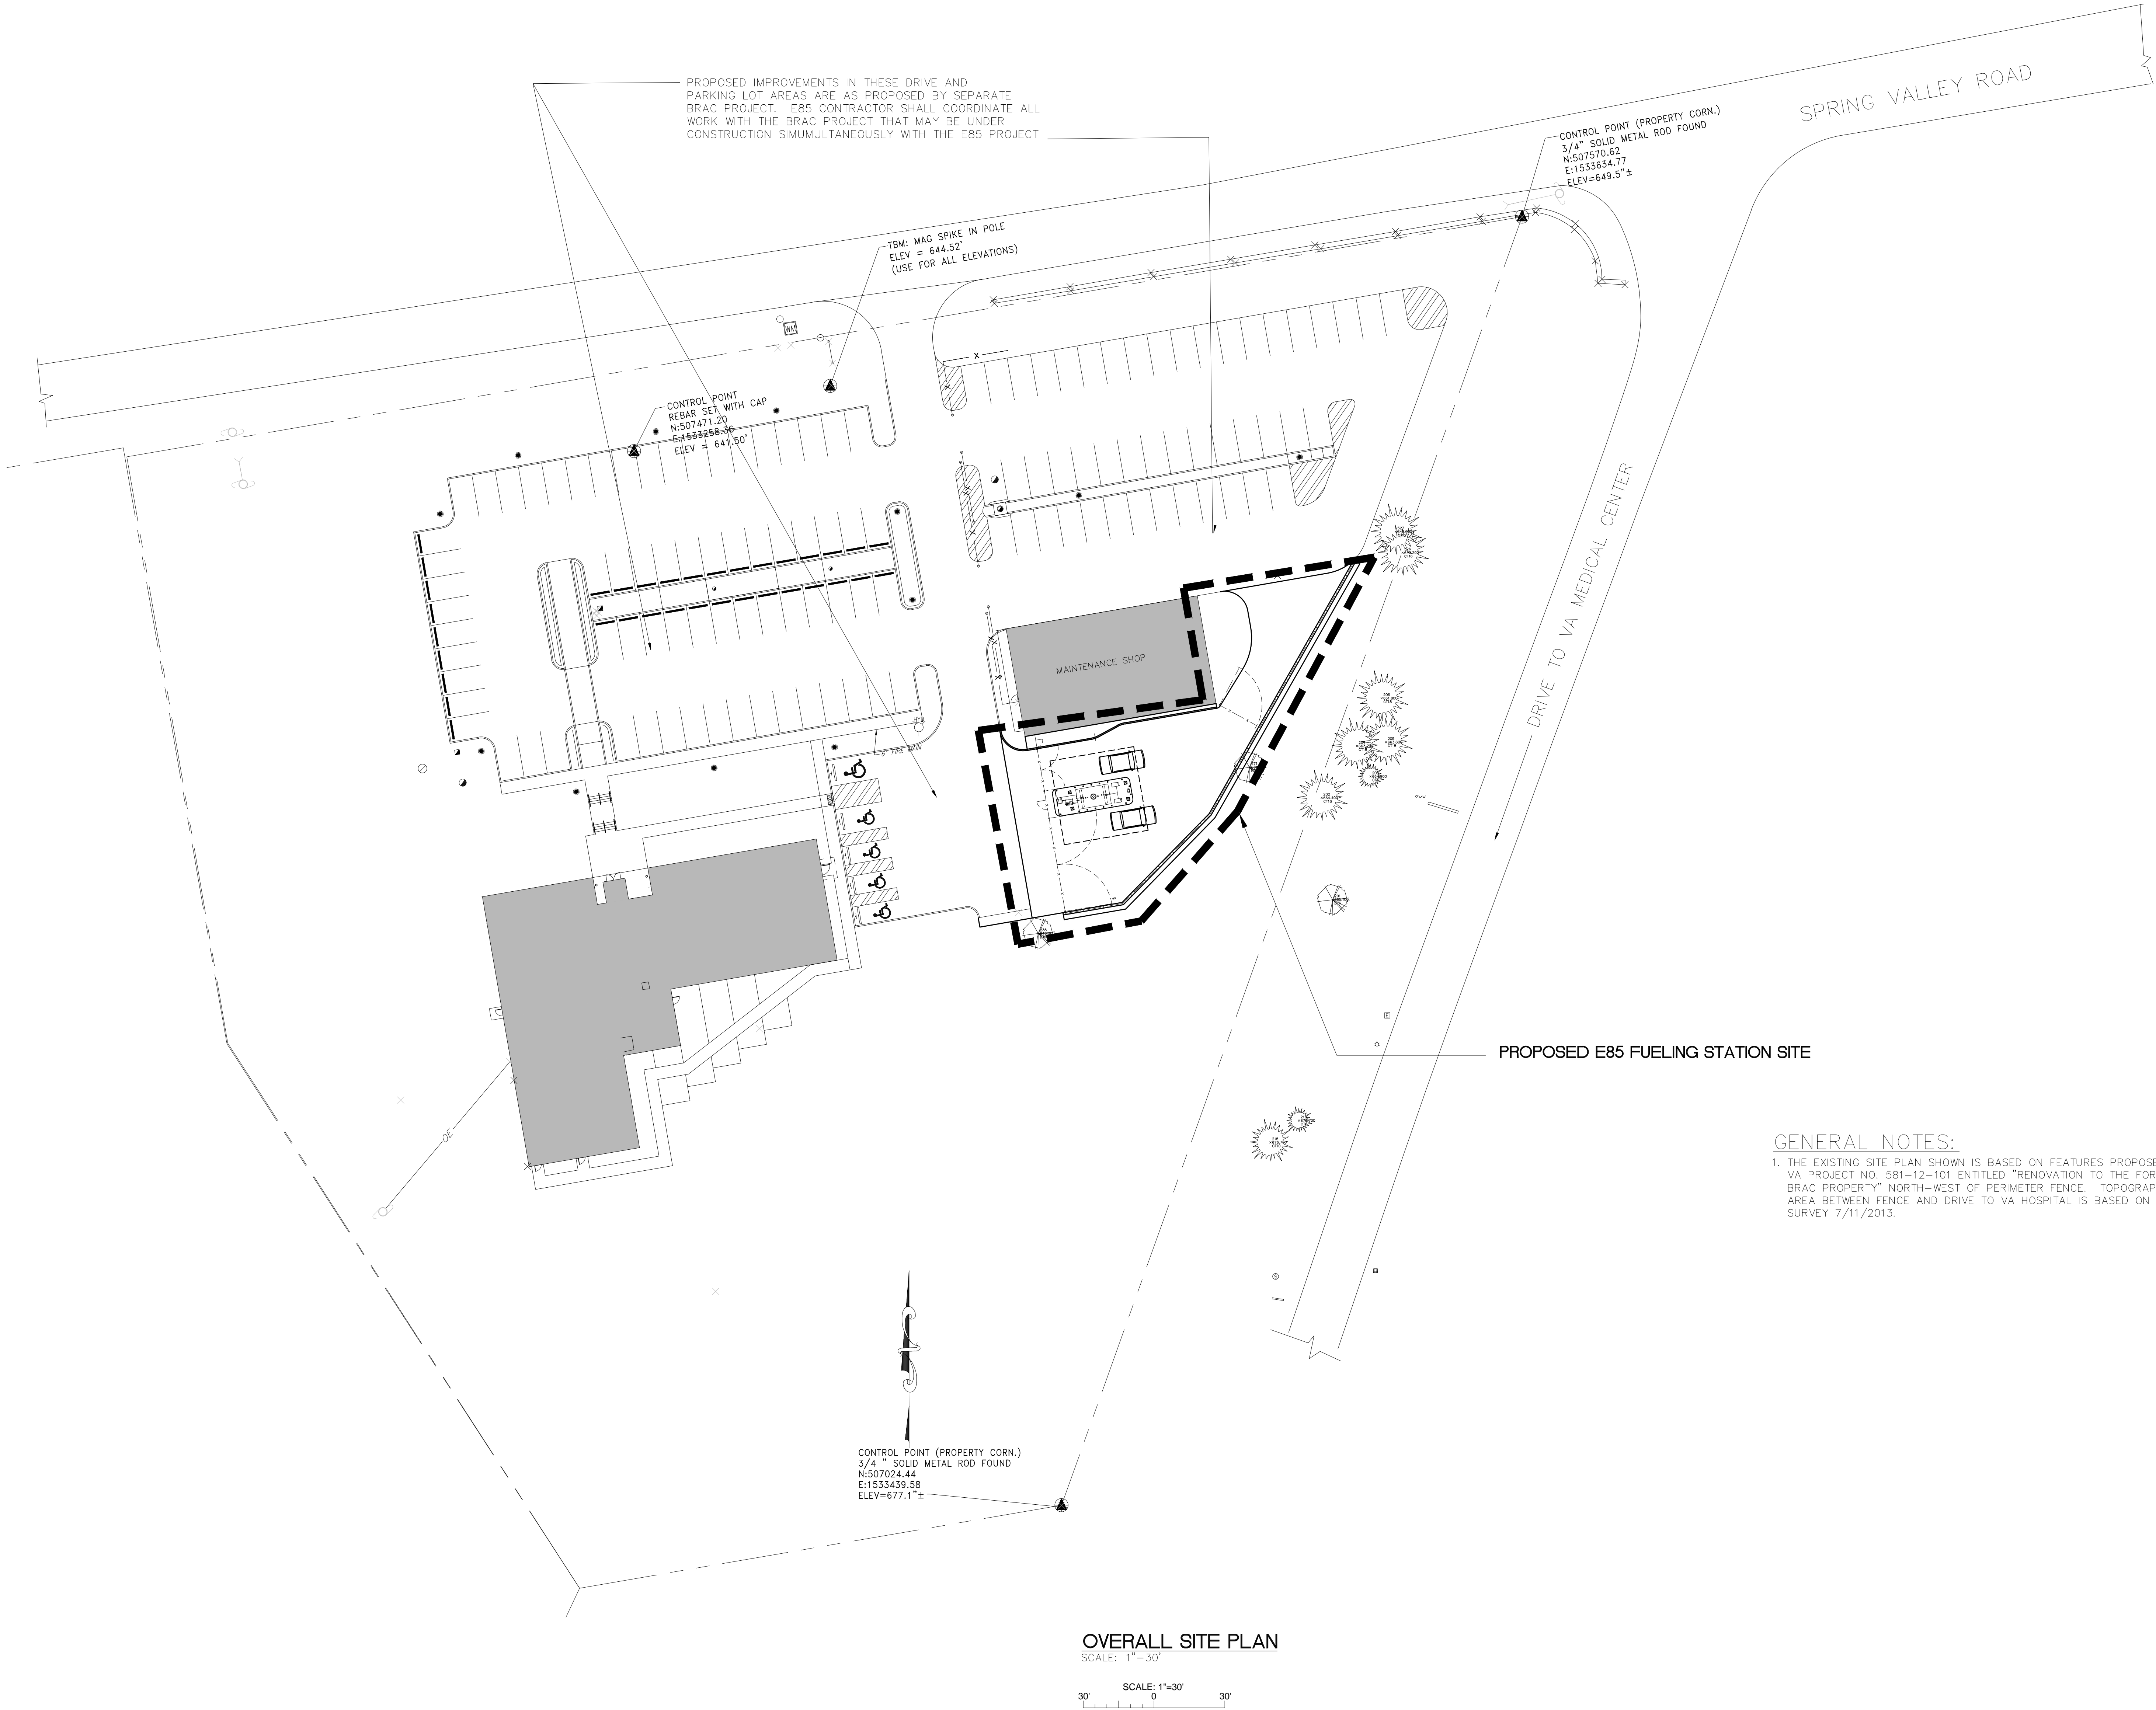 PROPOSED IMPROVEMENTS IN THESE DRIVE AND
PARKING LOT AREAS ARE AS PROPOSED BY SEPARATE
BRAC PROJECT. E85 CONTRACTOR SHALL COORDINATE ALL
WORK WITH THE BRAC PROJECT THAT MAY BE UNDER
CONSTRUCTION SIMUMULTANEOUSLY WITH THE E85 PROJECT
SPRING VALLEY ROAD
CONTROL POINT (PROPERTY CORN.)
3/4" SOLID METAL ROD FOUND
N:507570.62
E:1533634.77
ELEV=649.5"±
TBM: MAG SPIKE IN POLE
ELEV = 644.52'
(USE FOR ALL ELEVATIONS)
WM
CONTROL POINT
REBAR SET WITH CAP
N:507471.20
E:1533258.36
ELEV = 641.50'
DRIVE TO VA MEDICAL CENTER
MAINTENANCE SHOP
HYD.
6" FIRE MAIN
E
PROPOSED E85 FUELING STATION SITE
OE
GENERAL NOTES:
1. THE EXISTING SITE PLAN SHOWN IS BASED ON FEATURES PROPOSE
VA PROJECT NO. 581-12-101 ENTITLED "RENOVATION TO THE FOR
BRAC PROPERTY" NORTH-WEST OF PERIMETER FENCE. TOPOGRAP
AREA BETWEEN FENCE AND DRIVE TO VA HOSPITAL IS BASED ON
SURVEY 7/11/2013.
S
CONTROL POINT (PROPERTY CORN.)
3/4 " SOLID METAL ROD FOUND
N:507024.44
E:1533439.58
ELEV=677.1"±
OVERALL SITE PLAN
SCALE: 1"-30'
SCALE: 1"=30'
30' 0 30'